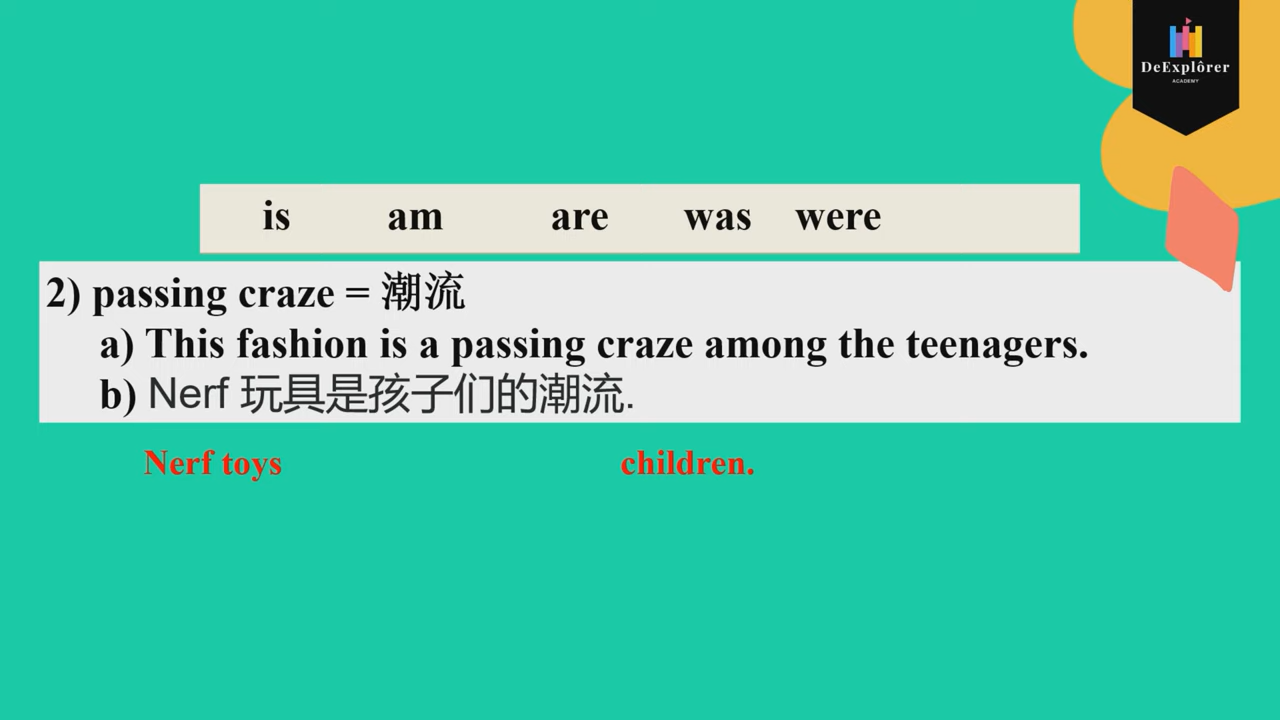 DeExplôrer
ACADEMY
is am are was were
2) passing craze = 潮流
a) This fashion is a passing craze among the teenagers.
b) Nerf 玩具是孩子们的潮流.
Nerf toys children.